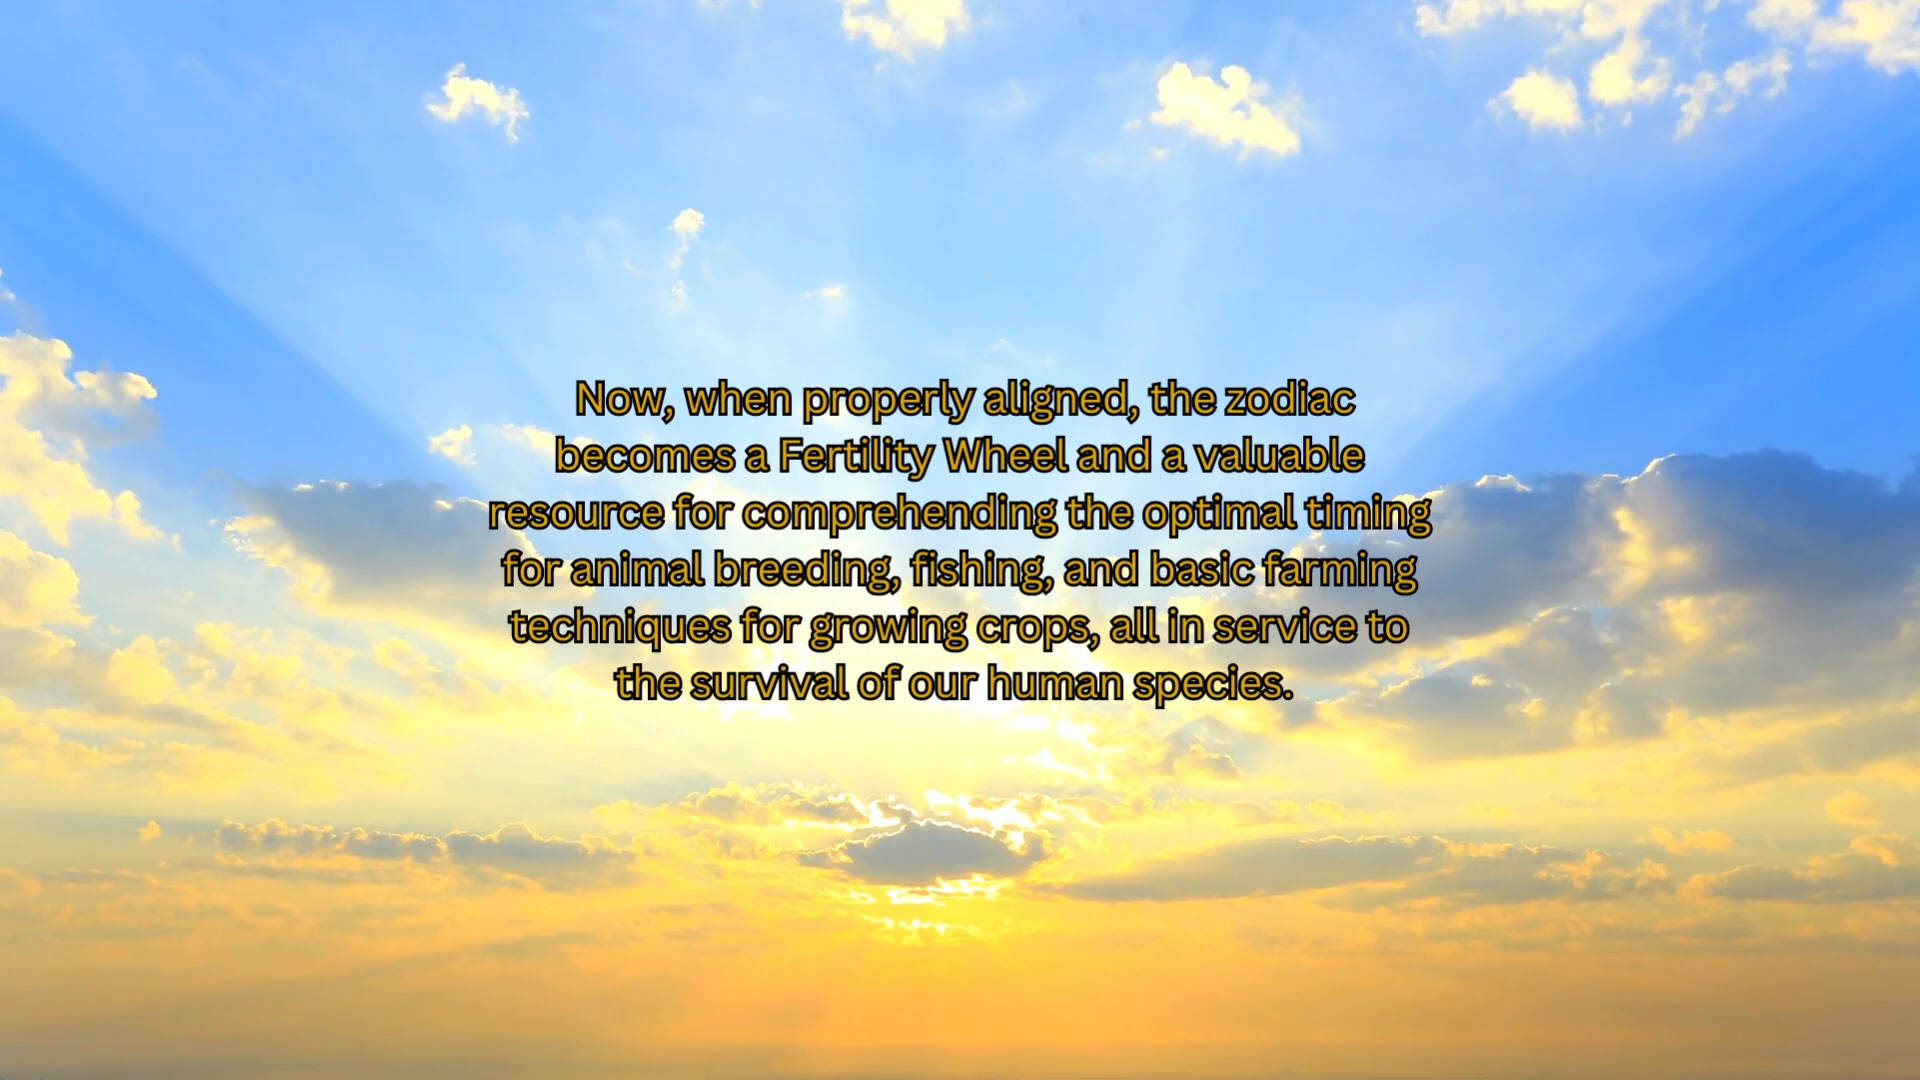 Now, when properly aligned, the zodiac
becomes a Fertility Wheel and a valuable
resource for comprehending the optimal timing
for animal breeding, fishing, and basic farming
techniques for growing crops, all in service to
the survival of our human species.